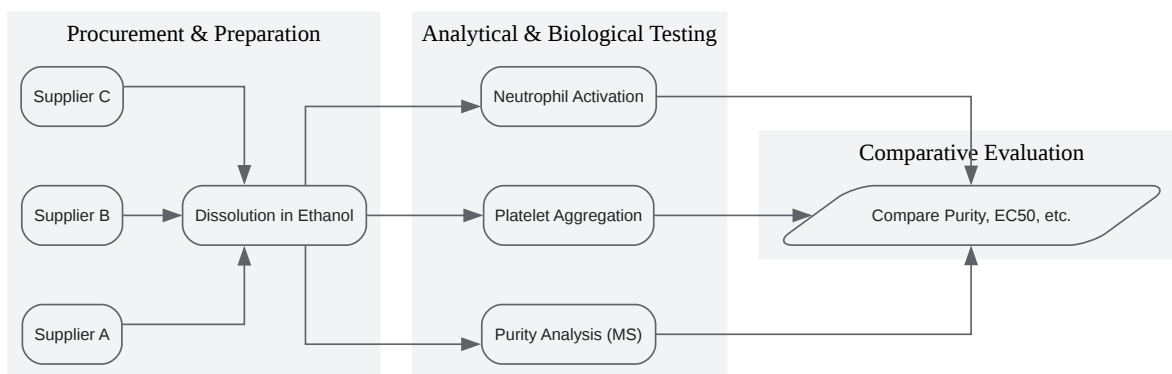 Procurement & Preparation
Supplier C
Supplier B
Dissolution in Ethanol
Supplier A
Analytical & Biological Testing
Neutrophil Activation
Platelet Aggregation
Purity Analysis (MS)
Comparative Evaluation
Compare Purity, EC50, etc.